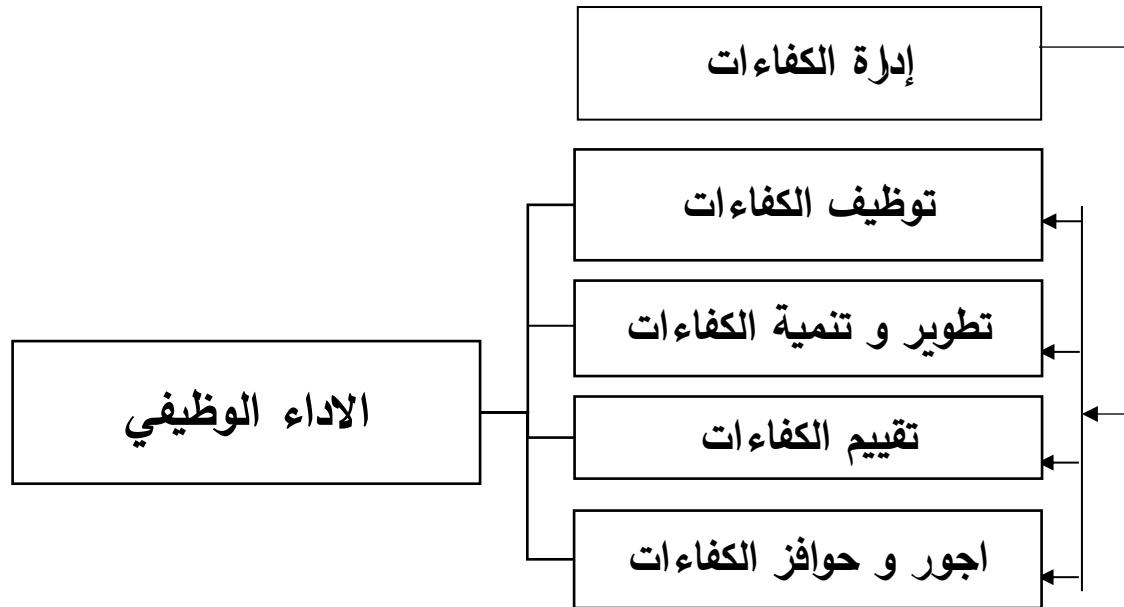 إدارة الكفاءات
توظيف الكفاءات
تطوير و تنمية الكفاءات
تقييم الكفاءات
اجور و حوافز الكفاءات
الاداء الوظيفي